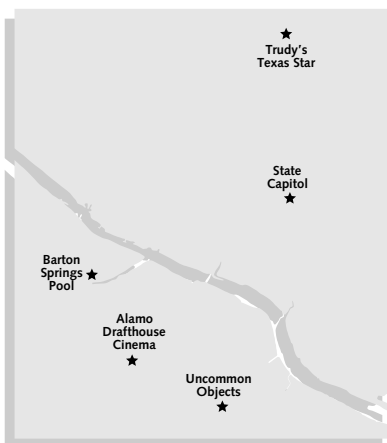 Trudy's
Texas Star
State
Capitol
Barton
Springs
Pool
Alamo
Drafthouse
Cinema
Uncommon
Objects